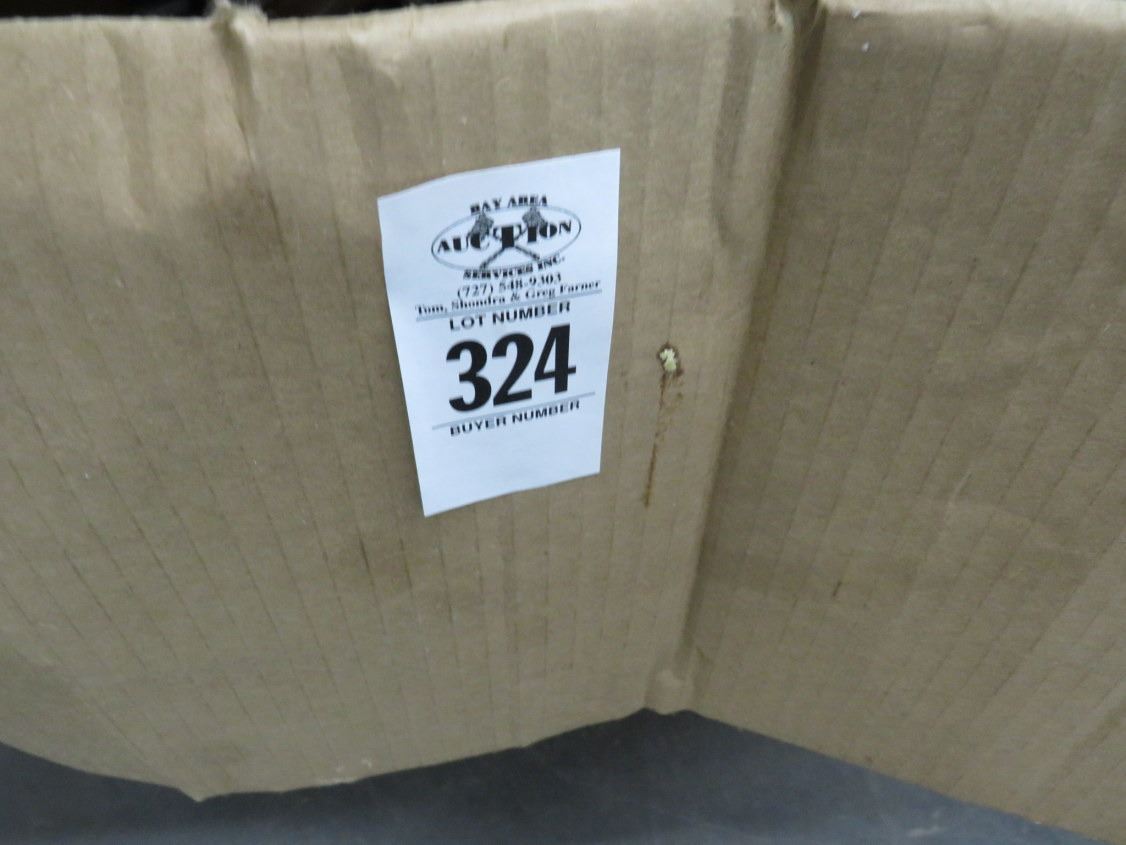 BAY AREA
AUCTION
SERVICES INC.
(727) 548-9303
Tom, Shondra & Greg Farner
LOT NUMBER
324
BUYER NUMBER